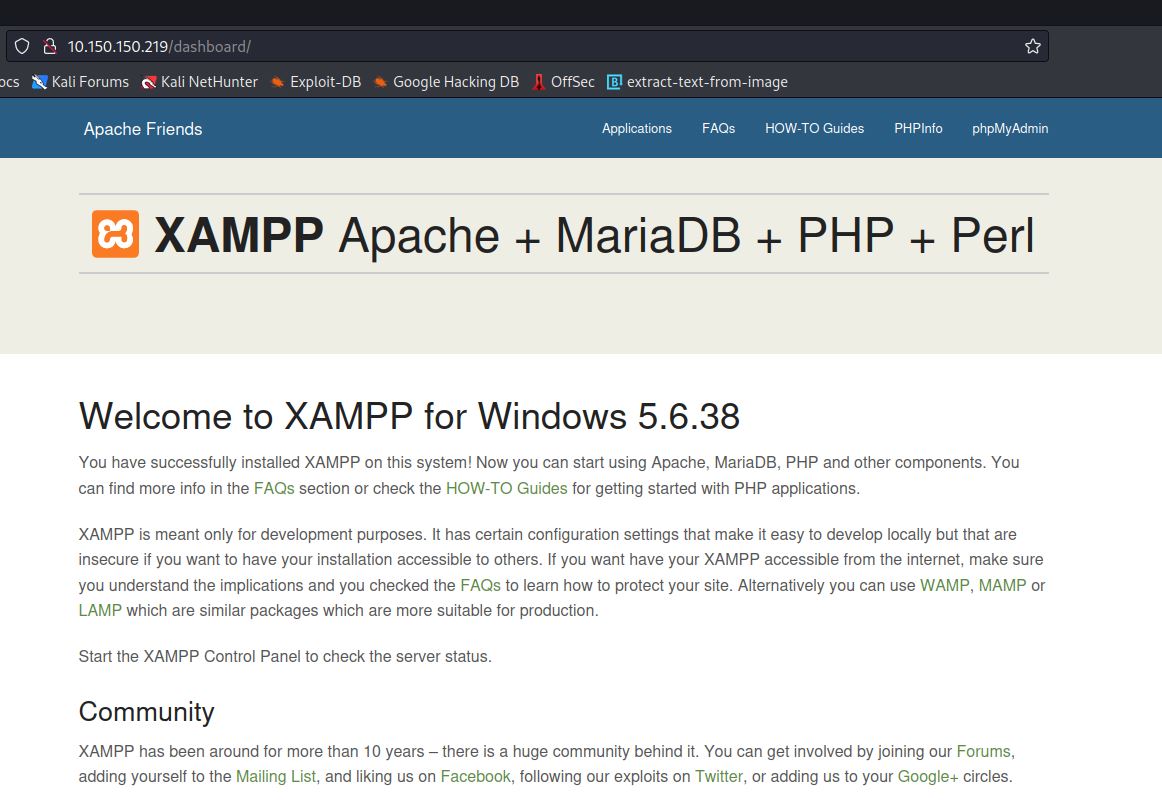 10.150.150.219/dashboard/
ocs Kali Forums Kali NetHunter Exploit-DB Google Hacking DB OffSec extract-text-from-image
Apache Friends Applications FAQs HOW-TO Guides PHPInfo phpMyAdmin
XAMPP Apache + MariaDB + PHP + Perl
Welcome to XAMPP for Windows 5.6.38
You have successfully installed XAMPP on this system! Now you can start using Apache, MariaDB, PHP and other components. You
can find more info in the FAQs section or check the HOW-TO Guides for getting started with PHP applications.
XAMPP is meant only for development purposes. It has certain configuration settings that make it easy to develop locally but that are
insecure if you want to have your installation accessible to others. If you want have your XAMPP accessible from the internet, make sure
you understand the implications and you checked the FAQs to learn how to protect your site. Alternatively you can use WAMP, MAMP or
LAMP which are similar packages which are more suitable for production.
Start the XAMPP Control Panel to check the server status.
Community
XAMPP has been around for more than 10 years – there is a huge community behind it. You can get involved by joining our Forums,
adding yourself to the Mailing List, and liking us on Facebook, following our exploits on Twitter, or adding us to your Google+ circles.